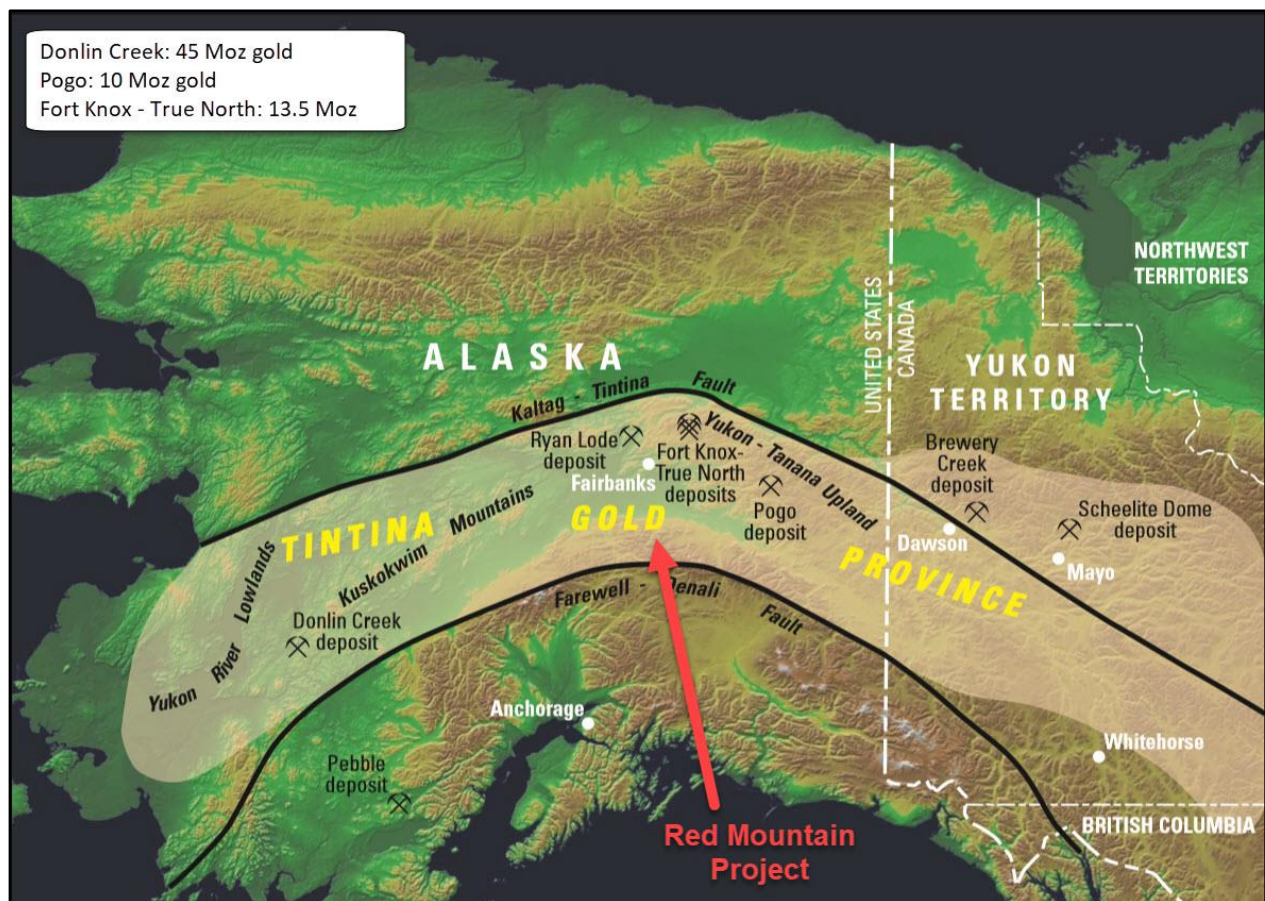 Donlin Creek: 45 Moz gold
Pogo: 10 Moz gold
Fort Knox - True North: 13.5 Moz
NORTHWEST
TERRITORIES
UNITED STATES
CANADA
ALASKA
YUKON
TERRITORY
Kaltag - Tintina Fault
Ryan Lode
deposit
Fort Knox-
True North
deposits
Fairbanks
Yukon - Tanana Upland
Pogo
deposit
Brewery
Creek
deposit
Scheelite Dome
deposit
Dawson
Mayo
TINTINA GOLD PROVINCE
Kuskokwim Mountains
Yukon River Lowlands
Donlin Creek
deposit
Farewell - Denali Fault
Anchorage
Whitehorse
Pebble
deposit
BRITISH COLUMBIA
Red Mountain
Project